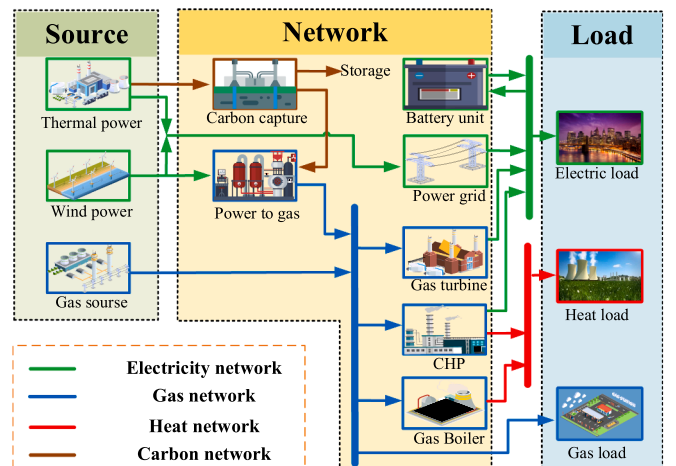 Source
Network
Load
Thermal power
Carbon capture
Storage
Battery unit
Electric load
Wind power
Power to gas
Power grid
Gas sourse
Gas turbine
Heat load
CHP
Gas Boiler
Gas load
Electricity network
Gas network
Heat network
Carbon network